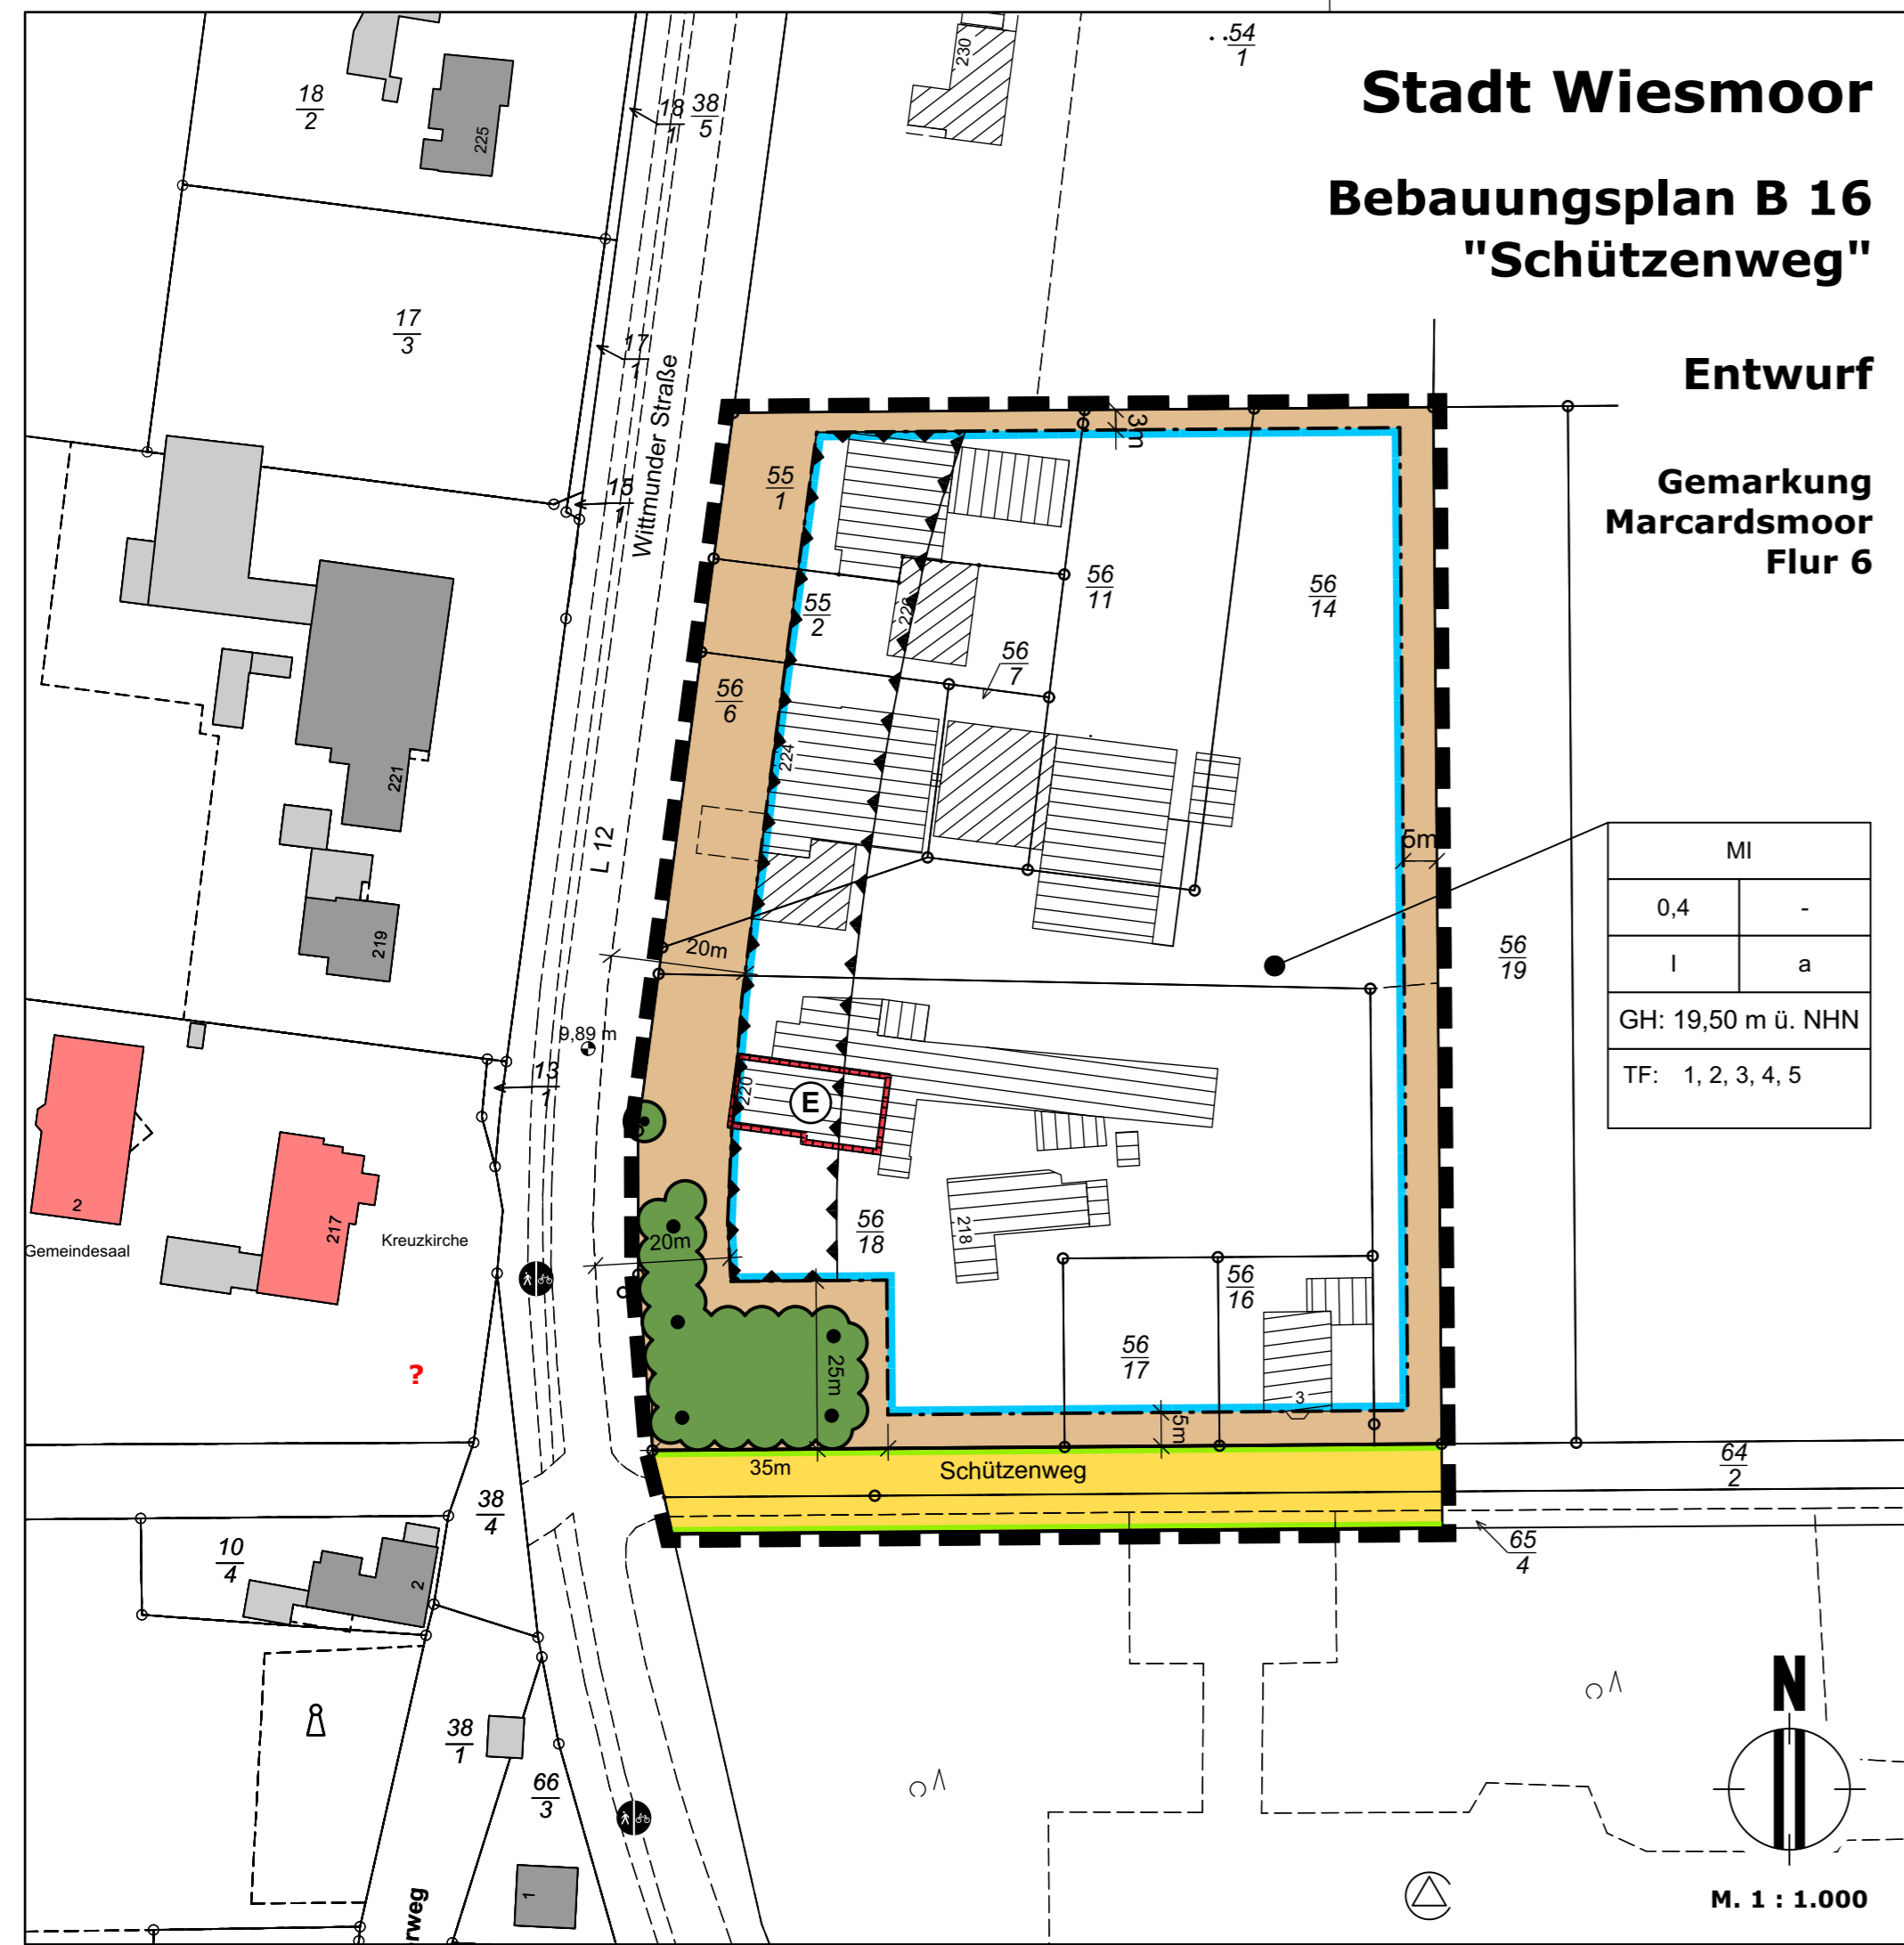 Stadt Wiesmoor
Bebauungsplan B 16
"Schützenweg"
Entwurf
Gemarkung
Marcardsmoor
Flur 6
MI
0,4 -
I a
GH: 19,50 m ü. NHN
TF: 1, 2, 3, 4, 5
N
M. 1 : 1.000
54
1
230
18
2
225
18
1
38
5
17
3
17
1
Wittmunder Straße
15
1
3m
55
1
55
2
228
56
11
56
14
56
7
56
6
224
221
219
L 12
20m
5m
56
19
9,89 m
13
1
220
E
2
Gemeindesaal
217
Kreuzkirche
20m
56
18
218
56
16
56
17
3
25m
5m
35m
Schützenweg
?
64
2
65
4
38
4
10
4
2
38
1
66
3
1
rweg